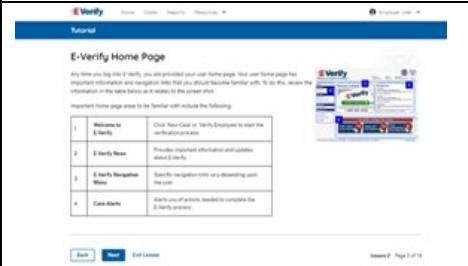 E-Verify
Home Cases Reports Resources
Employer User
Tutorial
E-Verify Home Page
Any time you log into E-Verify, you are provided your user home page. Your user home page has
important information and navigation links that you should become familiar with. To do this, review the
information in the table below as it relates to the screen shot.
Important home page areas to be familiar with include the following:
1 Welcome to E-Verify Click 'New Case' or 'Verify Employee' to start the verification process.
2 E-Verify News Provides important information and updates about E-Verify.
3 E-Verify Navigation Menu Specific navigation links vary depending upon the user.
4 Case Alerts Alerts you of actions needed to complete the E-Verify process.
E-Verify
Back Next Exit Lesson
Lesson 2 Page 3 of 18